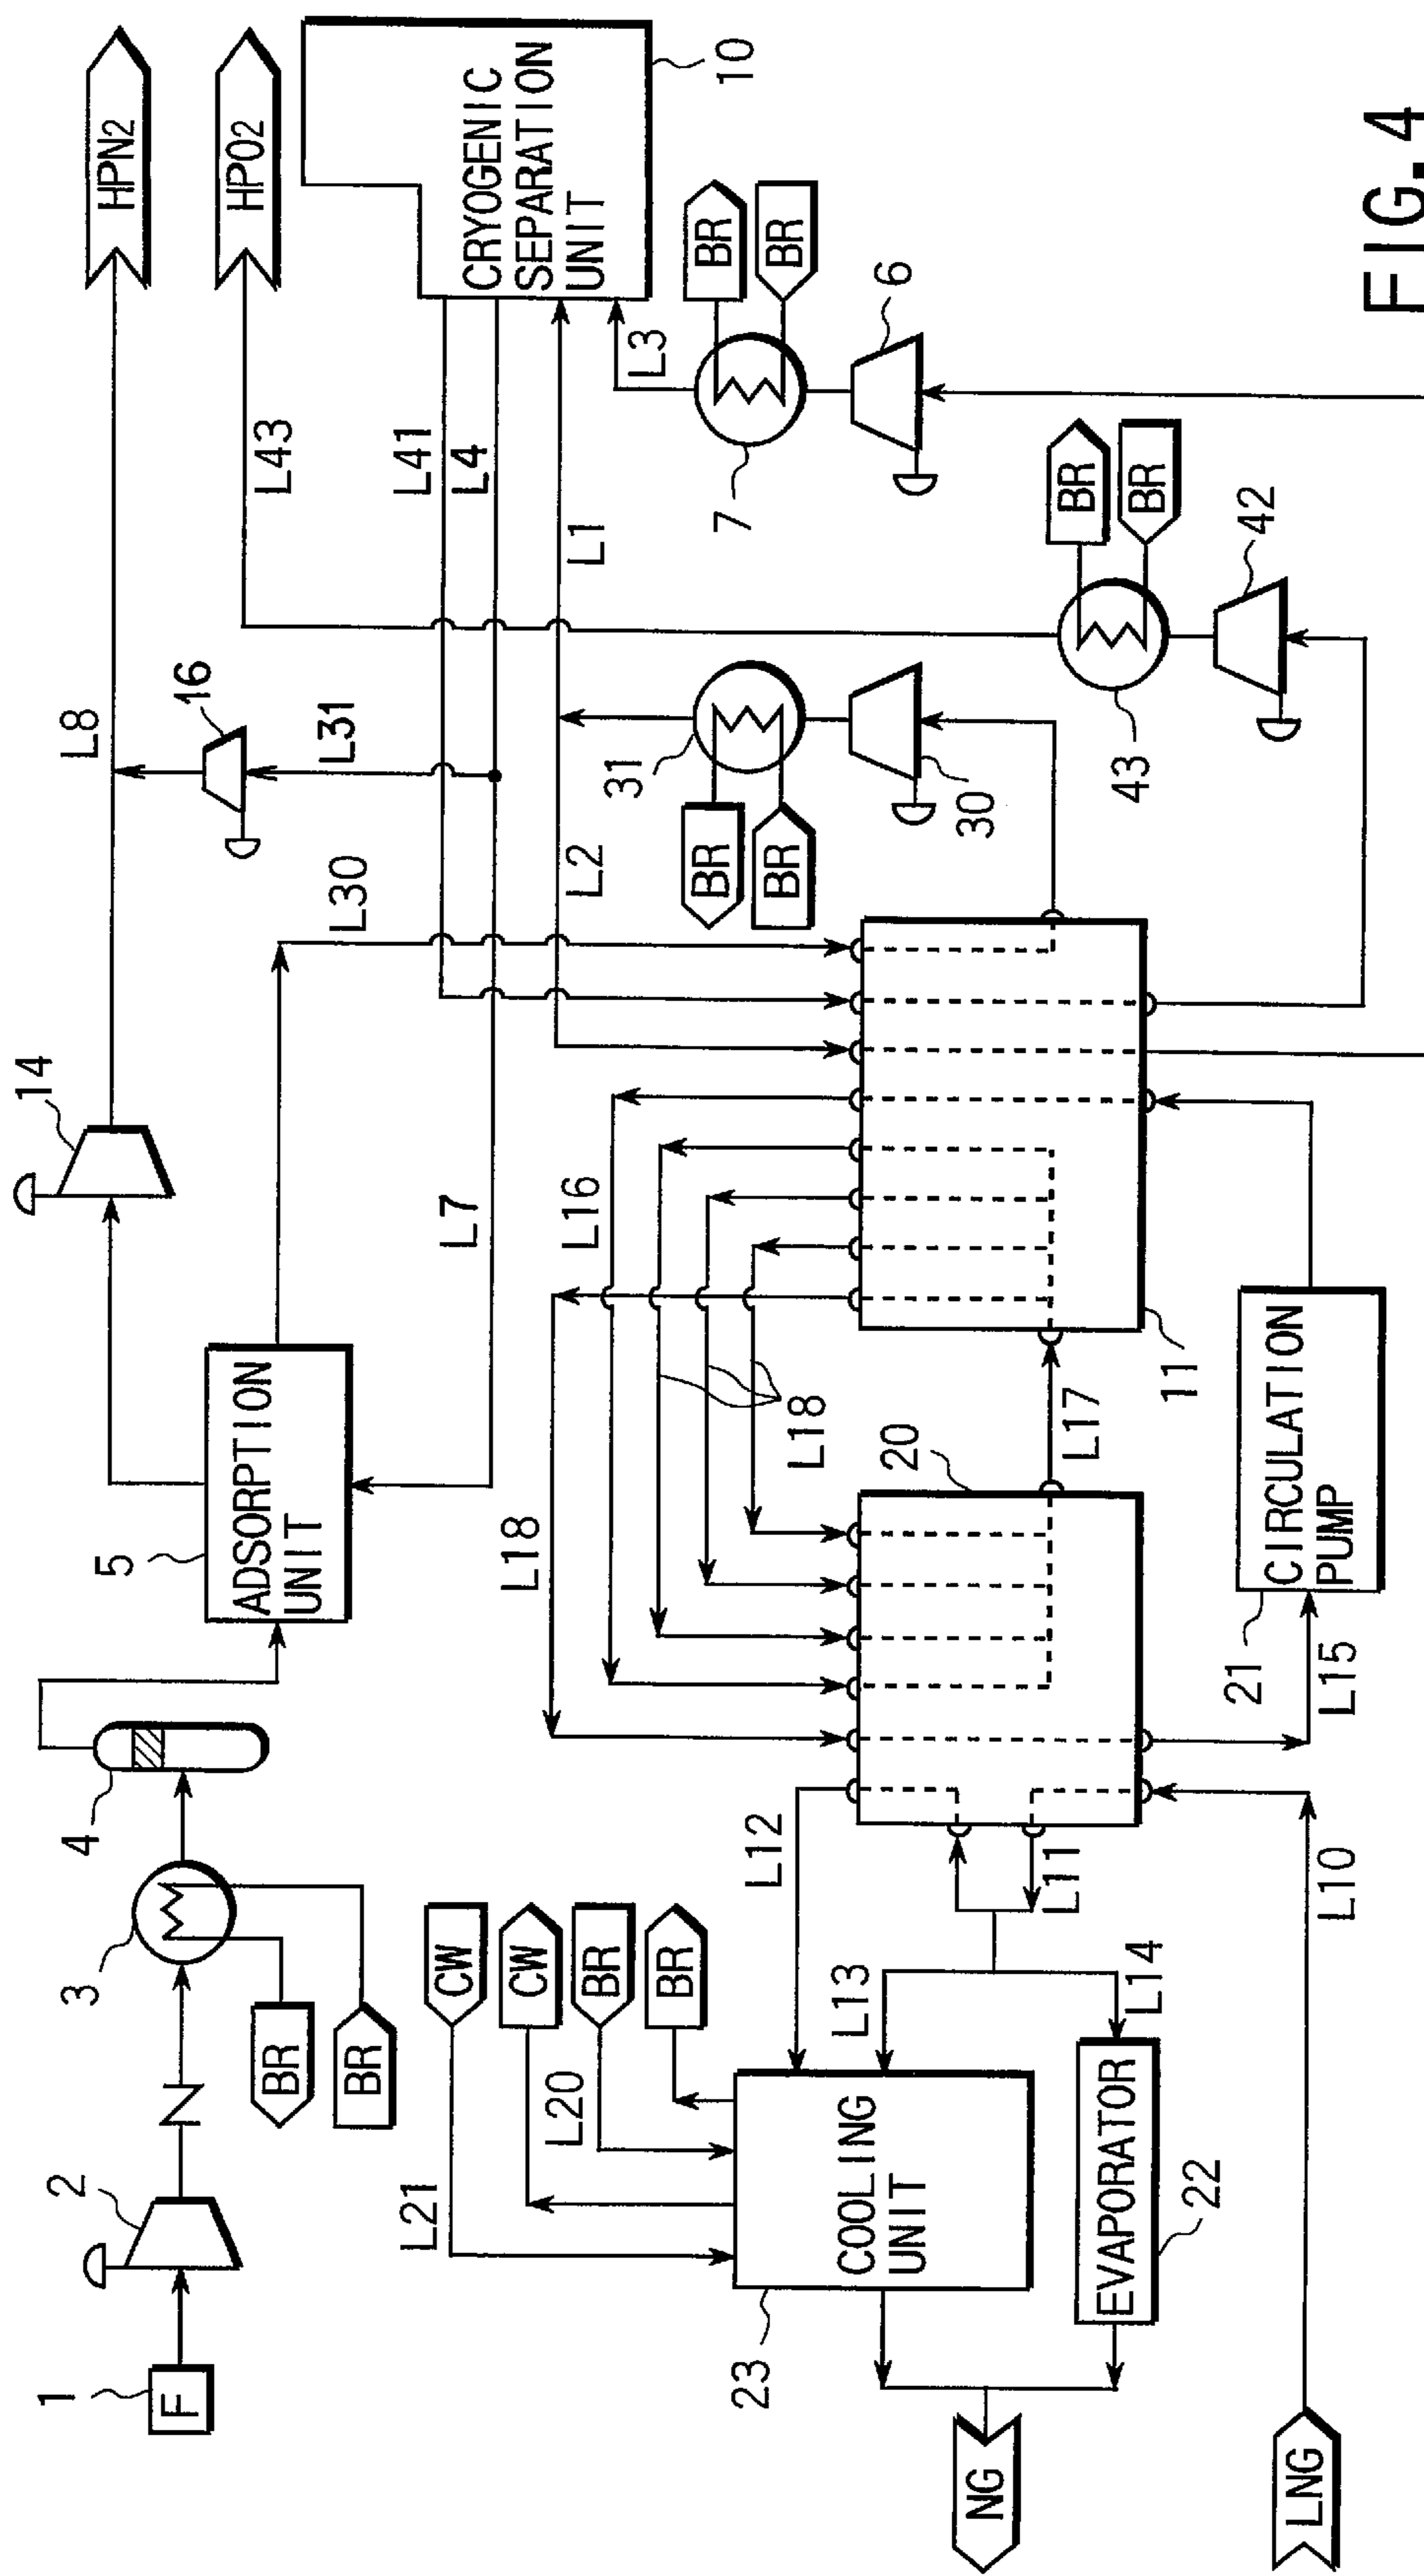 HPN2
HPO2
L8
L43
14
16
L31
L30
L41
L4
L1
L2
L3
CRYOGENIC
SEPARATION
UNIT
10
BR
BR
7
6
BR
BR
31
30
BR
BR
43
42
5
ADSORPTION
UNIT
L7
L16
L18
L18
L17
11
20
4
3
BR
BR
2
1
F
CW
CW
BR
BR
L21
L20
L12
L13
L11
L14
L10
L15
21
CIRCULATION
PUMP
COOLING
UNIT
23
EVAPORATOR
22
NG
LNG
FIG. 4